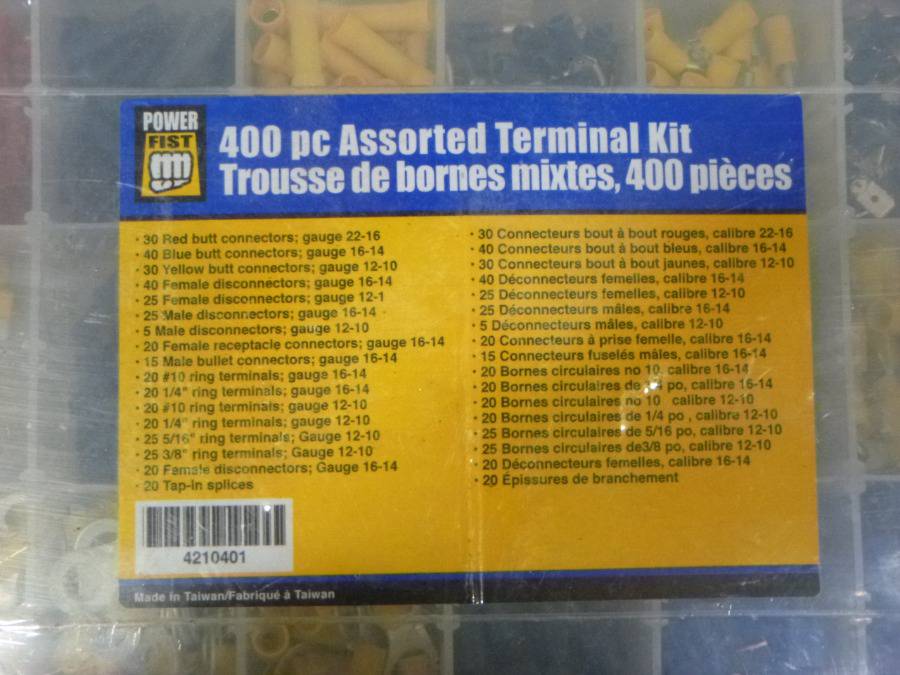 POWER
FIST
400 pc Assorted Terminal Kit
Trousse de bornes mixtes, 400 pièces
· 30 Red butt connectors; gauge 22-16
· 40 Blue butt connectors; gauge 16-14
· 30 Yellow butt connectors; gauge 12-10
· 40 Female disconnectors; gauge 16-14
· 25 Female disconnectors; gauge 12-1
· 25 Male disconnectors; gauge 16-14
· 5 Male disconnectors; gauge 12-10
· 20 Female receptacle connectors; gauge 16-14
· 15 Male bullet connectors; gauge 16-14
· 20 #10 ring terminals; gauge 16-14
· 20 1/4" ring terminals; gauge 16-14
· 20 #10 ring terminals; gauge 12-10
· 20 1/4" ring terminals; gauge 12-10
· 25 5/16" ring terminals; Gauge 12-10
· 25 3/8" ring terminals; Gauge 12-10
· 20 Female disconnectors; Gauge 16-14
· 20 Tap-in splices
· 30 Connecteurs bout à bout rouges, calibre 22-16
· 40 Connecteurs bout à bout bleus, calibre 16-14
· 30 Connecteurs bout à bout jaunes, calibre 12-10
· 40 Déconnecteurs femelles, calibre 16-14
· 25 Déconnecteurs femelles, calibre 12-10
· 25 Déconnecteurs mâles, calibre 16-14
· 5 Déconnecteurs mâles, calibre 12-10
· 20 Connecteurs à prise femelle, calibre 16-14
· 15 Connecteurs fuselés mâles, calibre 16-14
· 20 Bornes circulaires no 10, calibre 16-14
· 20 Bornes circulaires de 1/4 po, calibre 16-14
· 20 Bornes circulaires no 10 calibre 12-10
· 20 Bornes circulaires de 1/4 po , calibre 12-10
· 25 Bornes circulaires de 5/16 po, calibre 12-10
· 25 Bornes circulaires de3/8 po, calibre 12-10
· 20 Déconnecteurs femelles, calibre 16-14
· 20 Épissures de branchement
4210401
Made in Taiwan/Fabriqué à Taiwan